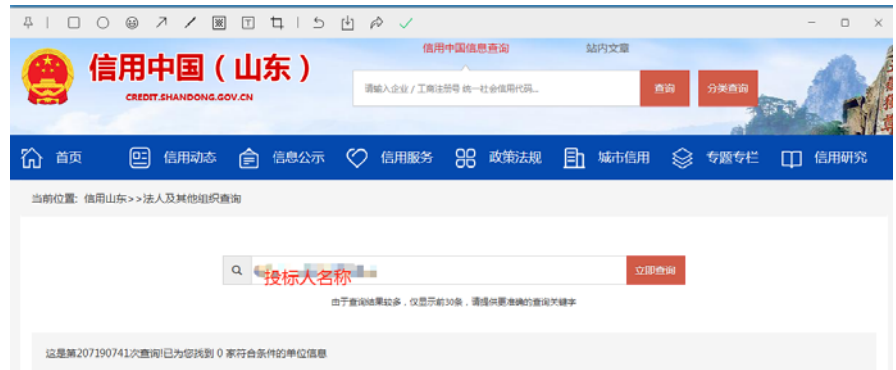 信用中国信息查询
站内文章
信用中国（山东）
CREDIT.SHANDONG.GOV.CN
请输入企业 / 工商注册号 统一社会信用代码...
查询
分类查询
首页
信用动态
信息公示
信用服务
政策法规
城市信用
专题专栏
信用研究
当前位置: 信用山东>>法人及其他组织查询
投标人名称
立即查询
由于查询结果较多，仅显示前30条，请提供更准确的查询关键字
这是第207190741次查询!已为您找到 0 家符合条件的单位信息